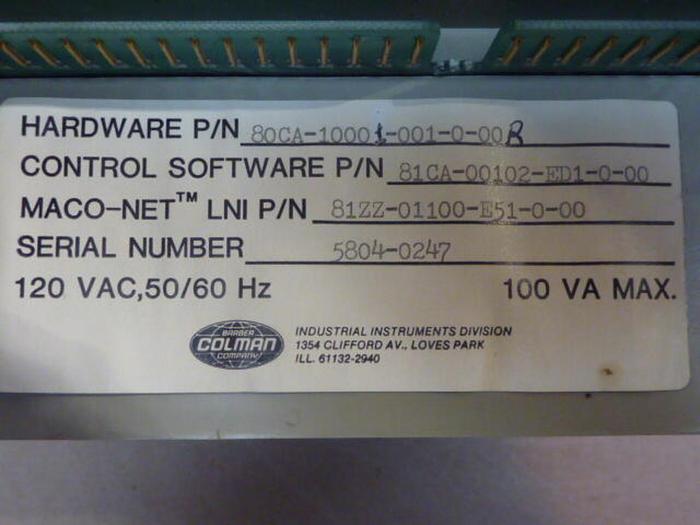 HARDWARE P/N 80CA-10001-001-0-00R
CONTROL SOFTWARE P/N 81CA-00102-ED1-0-00
MACO-NET™ LNI P/N 81ZZ-01100-E51-0-00
SERIAL NUMBER 5804-0247
120 VAC,50/60 Hz 100 VA MAX.
BARBER
COLMAN
COMPANY
INDUSTRIAL INSTRUMENTS DIVISION
1354 CLIFFORD AV., LOVES PARK
ILL. 61132-2940